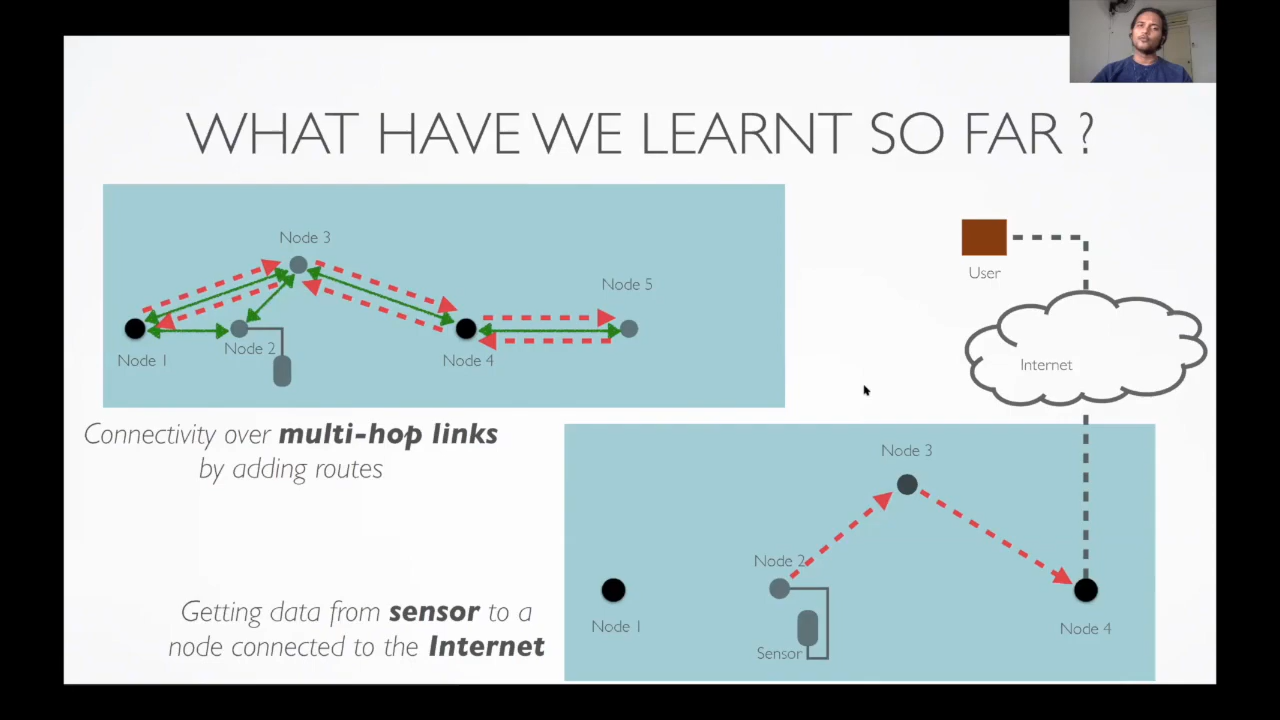 WHAT HAVE WE LEARNT SO FAR ?
Node 3
Node 5
Node 1
Node 2
Node 4
User
Internet
Connectivity over multi-hop links
by adding routes
Node 3
Node 2
Node 1
Sensor
Node 4
Getting data from sensor to a
node connected to the Internet